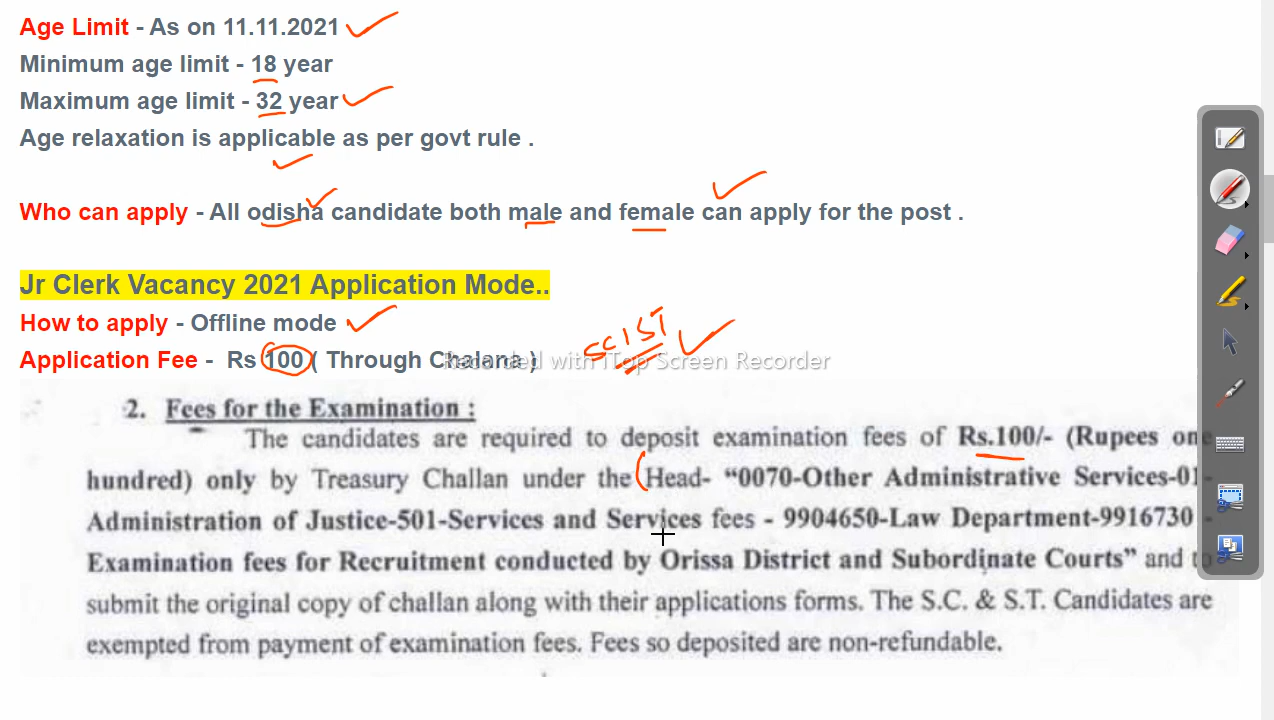 Age Limit - As on 11.11.2021
Minimum age limit - 18 year
Maximum age limit - 32 year
Age relaxation is applicable as per govt rule .
Who can apply - All odisha candidate both male and female can apply for the post .
Jr Clerk Vacancy 2021 Application Mode..
How to apply - Offline mode
SC/ST
Application Fee - Rs 100 ( Through Chalana )
Recorded with iTop Screen Recorder
2. Fees for the Examination :
The candidates are required to deposit examination fees of Rs.100/- (Rupees one
hundred) only by Treasury Challan under the Head- “0070-Other Administrative Services-01-
Administration of Justice-501-Services and Services fees - 9904650-Law Department-9916730 -
Examination fees for Recruitment conducted by Orissa District and Subordinate Courts” and to
submit the original copy of challan along with their applications forms. The S.C. & S.T. Candidates are
exempted from payment of examination fees. Fees so deposited are non-refundable.